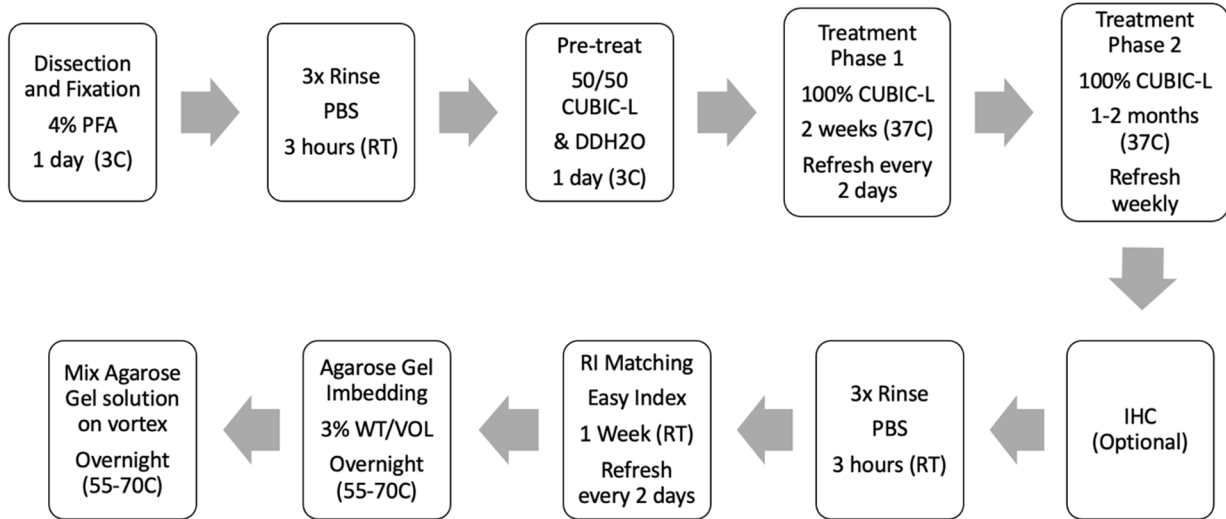 Dissection
and Fixation
4% PFA
1 day  (3C)
3x Rinse
PBS
3 hours (RT)
Pre-treat
50/50
CUBIC-L
& DDH2O
1 day (3C)
Treatment
Phase 1
100% CUBIC-L
2 weeks (37C)
Refresh every
2 days
Treatment
Phase 2
100% CUBIC-L
1-2 months
(37C)
Refresh
weekly
Mix Agarose
Gel solution
on vortex
Overnight
(55-70C)
Agarose Gel
Imbedding
3% WT/VOL
Overnight
(55-70C)
RI Matching
Easy Index
1 Week (RT)
Refresh
every 2 days
3x Rinse
PBS
3 hours (RT)
IHC
(Optional)